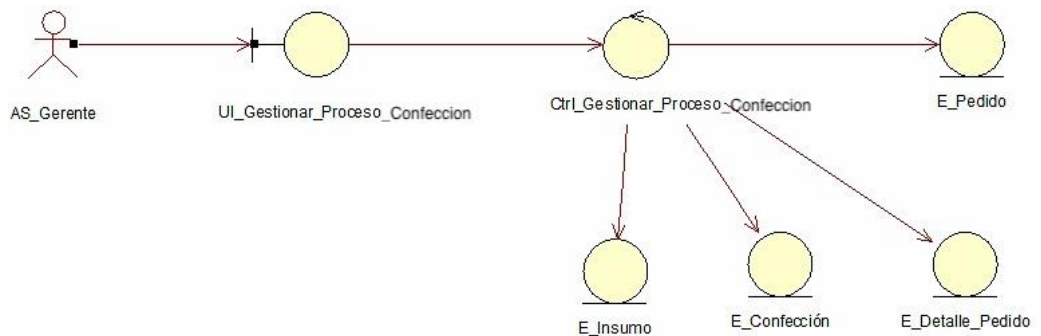 AS_Gerente
UI_Gestionar_Proceso_Confeccion
Ctrl_Gestionar_Proceso_Confeccion
E_Pedido
E_Insumo
E_Confección
E_Detalle_Pedido